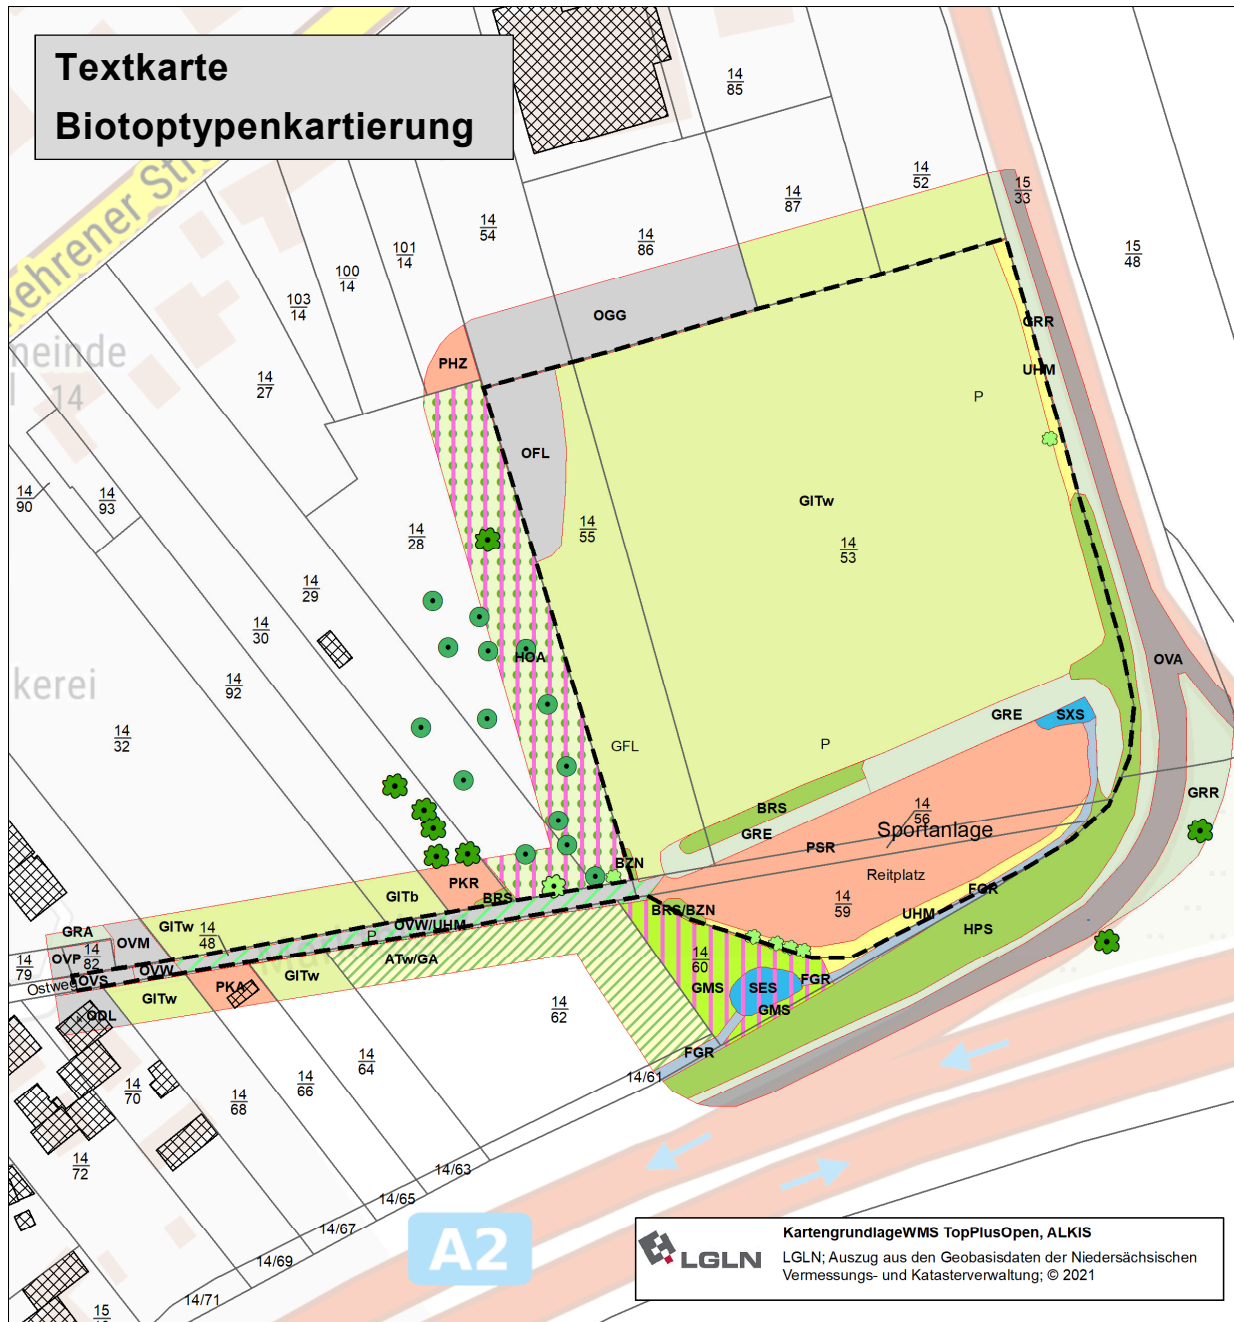 Textkarte
Biotoptypenkartierung
ehrener Str
14
85
14
52
15
33
14
87
14
54
14
86
15
48
101
14
100
14
103
14
OGG
GRR
meinde
14
PHZ
UHM
14
27
P
OFL
GITw
14
90
14
93
14
55
14
28
14
53
14
29
14
30
HOA
OVA
kerei
14
92
GRE
SXS
14
32
P
GFL
GRR
BRS
14
56
GRE
Sportanlage
PSR
BZN
Reitplatz
PKR
FGR
GITb
BRS
14
59
BRS/BZN
UHM
GITw
14
48
OVW/UHM
HPS
GRA
OVM
P
14
82
OVP
ATw/GA
14
60
14
79
OVW
GITw
FGR
Ostweg
OVS
PKA
GMS
SES
GITw
GMS
ODL
14
62
FGR
14
64
14/61
14
66
14
70
14
68
14
72
14/63
14/65
14/67
14/69
14/71
A2
15
LGLN
KartengrundlageWMS TopPlusOpen, ALKIS
LGLN; Auszug aus den Geobasisdaten der Niedersächsischen
Vermessungs- und Katasterverwaltung; © 2021